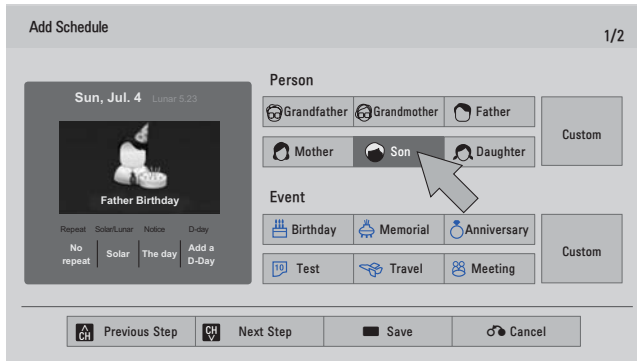 Add Schedule
1/2
Sun, Jul. 4 Lunar 5.23
Father Birthday
Repeat Solar/Lunar Notice D-day
No repeat Solar The day Add a D-Day
Person
Grandfather Grandmother Father
Mother Son Daughter
Custom
Event
Birthday Memorial Anniversary
10 Test Travel Meeting
Custom
CH Previous Step CH Next Step Save Cancel